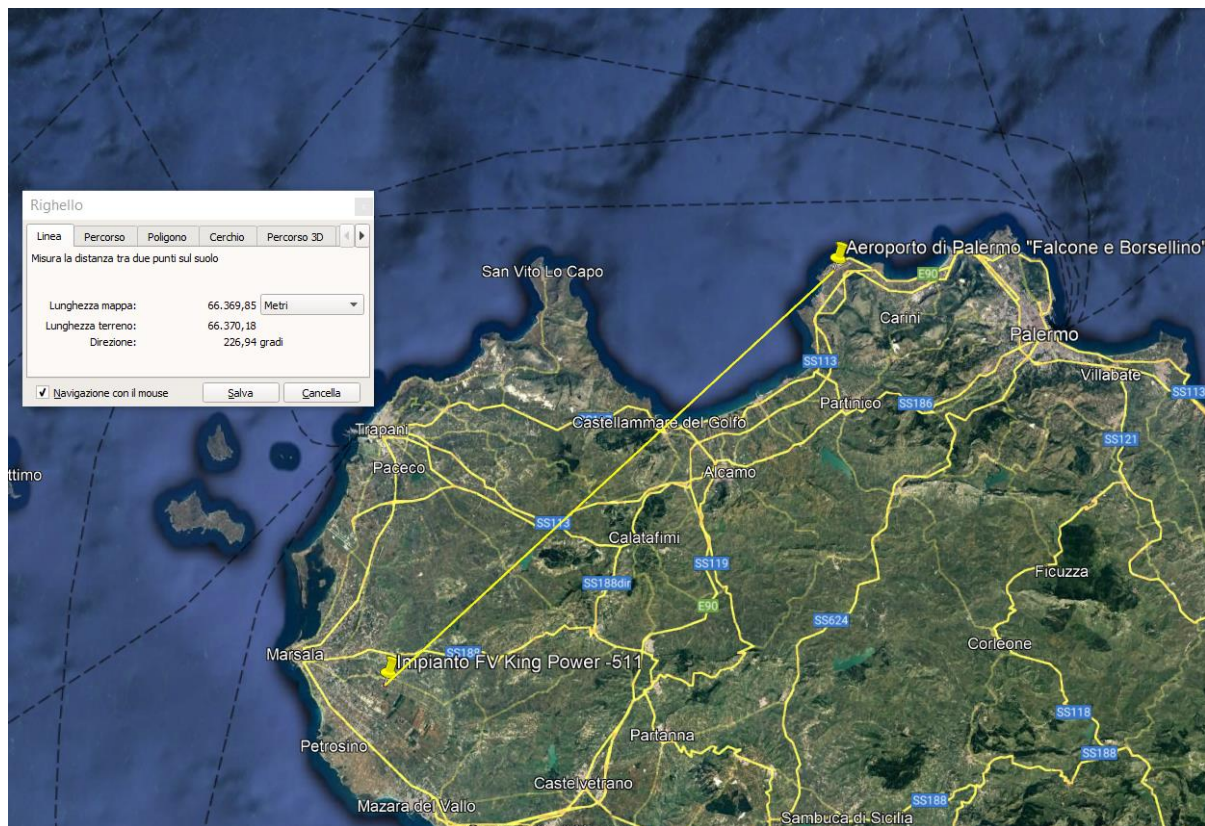 Righello
Linea Percorso Poligono Cerchio Percorso 3D
Misura la distanza tra due punti sul suolo
Lunghezza mappa: 66.369,85 Metri
Lunghezza terreno: 66.370,18
Direzione: 226,94 gradi
Navigazione con il mouse Salva Cancella
Aeroporto di Palermo "Falcone e Borsellino"
San Vito Lo Capo
E90
Carini
Palermo
SS113
Villabate
SS113
Partinico
SS186
Castellammare del Golfo
Trapani
SS121
Paceco
Alcamo
ttimo
SS113
Calatafimi
SS119
Ficuzza
SS188dir
E90
SS624
Corleone
Marsala
SS188
Impianto FV King Power -511
SS118
Petrosino
Partanna
SS188
Castelvetrano
Mazara del Vallo
SS188
Sambuca di Sicilia